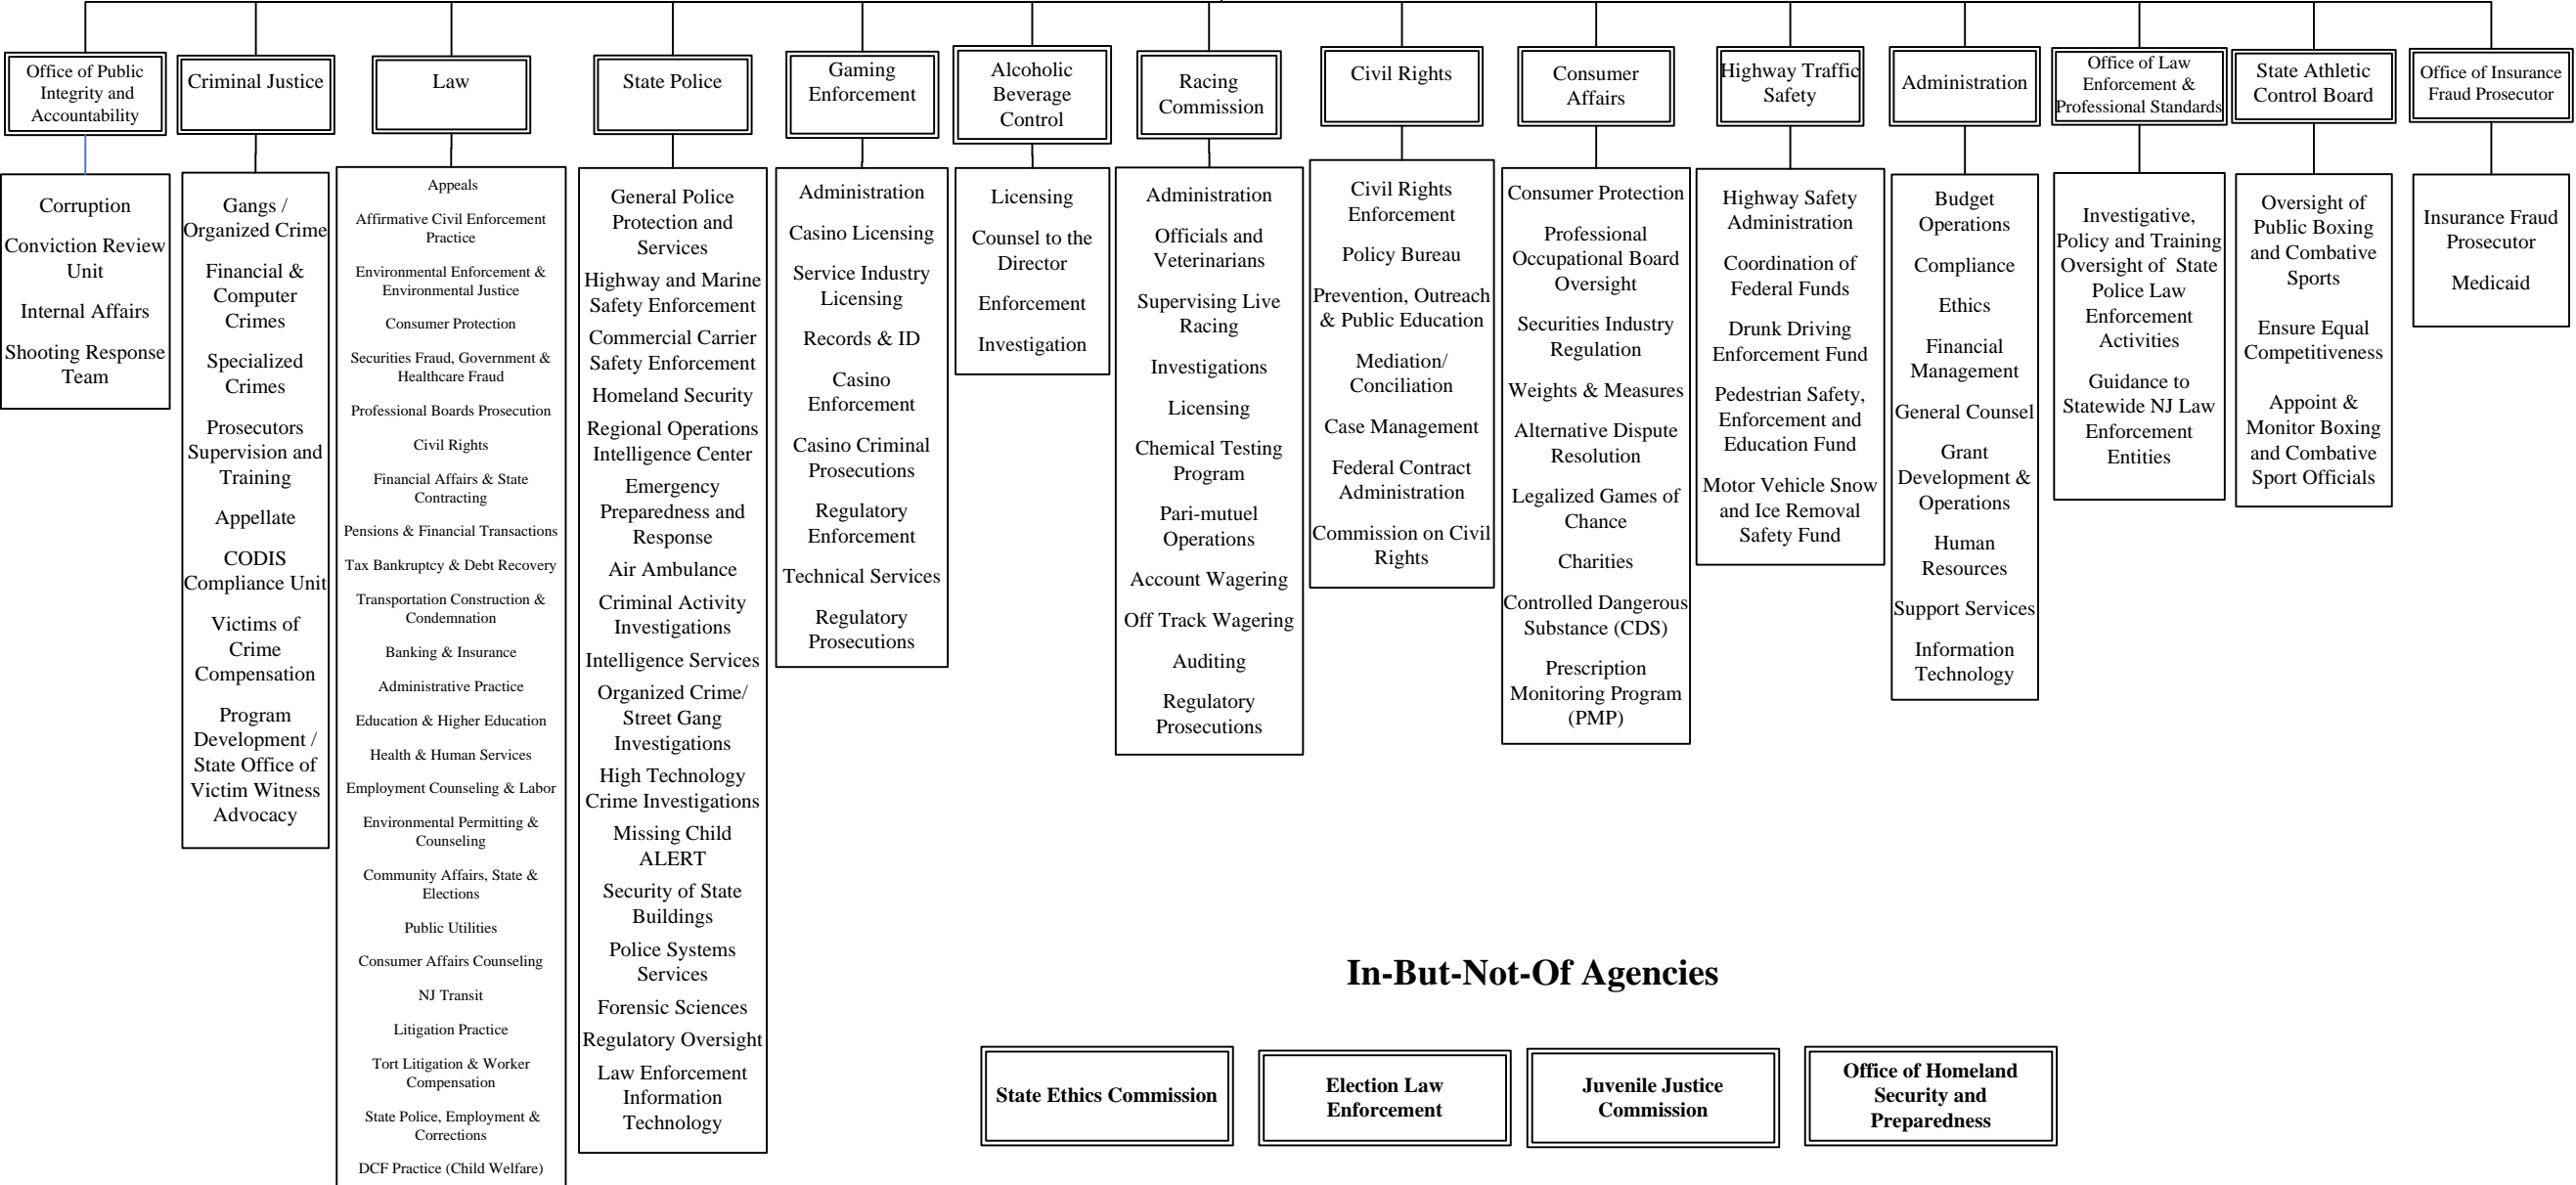 Office of Public
Integrity and
Accountability
Criminal Justice
Law
State Police
Gaming
Enforcement
Alcoholic
Beverage
Control
Racing
Commission
Civil Rights
Consumer
Affairs
Highway Traffic
Safety
Administration
Office of Law
Enforcement &
Professional Standards
State Athletic
Control Board
Office of Insurance
Fraud Prosecutor
Corruption
Conviction Review
Unit
Internal Affairs
Shooting Response
Team
Gangs /
Organized Crime
Financial &
Computer
Crimes
Specialized
Crimes
Prosecutors
Supervision and
Training
Appellate
CODIS
Compliance Unit
Victims of
Crime
Compensation
Program
Development /
State Office of
Victim Witness
Advocacy
Appeals
Affirmative Civil Enforcement
Practice
Environmental Enforcement &
Environmental Justice
Consumer Protection
Securities Fraud, Government &
Healthcare Fraud
Professional Boards Prosecution
Civil Rights
Financial Affairs & State
Contracting
Pensions & Financial Transactions
Tax Bankruptcy & Debt Recovery
Transportation Construction &
Condemnation
Banking & Insurance
Administrative Practice
Education & Higher Education
Health & Human Services
Employment Counseling & Labor
Environmental Permitting &
Counseling
Community Affairs, State &
Elections
Public Utilities
Consumer Affairs Counseling
NJ Transit
Litigation Practice
Tort Litigation & Worker
Compensation
State Police, Employment &
Corrections
DCF Practice (Child Welfare)
General Police
Protection and
Services
Highway and Marine
Safety Enforcement
Commercial Carrier
Safety Enforcement
Homeland Security
Regional Operations
Intelligence Center
Emergency
Preparedness and
Response
Air Ambulance
Criminal Activity
Investigations
Intelligence Services
Organized Crime/
Street Gang
Investigations
High Technology
Crime Investigations
Missing Child
ALERT
Security of State
Buildings
Police Systems
Services
Forensic Sciences
Regulatory Oversight
Law Enforcement
Information
Technology
Administration
Casino Licensing
Service Industry
Licensing
Records & ID
Casino
Enforcement
Casino Criminal
Prosecutions
Regulatory
Enforcement
Technical Services
Regulatory
Prosecutions
Licensing
Counsel to the
Director
Enforcement
Investigation
Administration
Officials and
Veterinarians
Supervising Live
Racing
Investigations
Licensing
Chemical Testing
Program
Pari-mutuel
Operations
Account Wagering
Off Track Wagering
Auditing
Regulatory
Prosecutions
Civil Rights
Enforcement
Policy Bureau
Prevention, Outreach
& Public Education
Mediation/
Conciliation
Case Management
Federal Contract
Administration
Commission on Civil
Rights
Consumer Protection
Professional
Occupational Board
Oversight
Securities Industry
Regulation
Weights & Measures
Alternative Dispute
Resolution
Legalized Games of
Chance
Charities
Controlled Dangerous
Substance (CDS)
Prescription
Monitoring Program
(PMP)
Highway Safety
Administration
Coordination of
Federal Funds
Drunk Driving
Enforcement Fund
Pedestrian Safety,
Enforcement and
Education Fund
Motor Vehicle Snow
and Ice Removal
Safety Fund
Budget
Operations
Compliance
Ethics
Financial
Management
General Counsel
Grant
Development &
Operations
Human
Resources
Support Services
Information
Technology
Investigative,
Policy and Training
Oversight of State
Police Law
Enforcement
Activities
Guidance to
Statewide NJ Law
Enforcement
Entities
Oversight of
Public Boxing
and Combative
Sports
Ensure Equal
Competitiveness
Appoint &
Monitor Boxing
and Combative
Sport Officials
Insurance Fraud
Prosecutor
Medicaid
In-But-Not-Of Agencies
State Ethics Commission
Election Law
Enforcement
Juvenile Justice
Commission
Office of Homeland
Security and
Preparedness